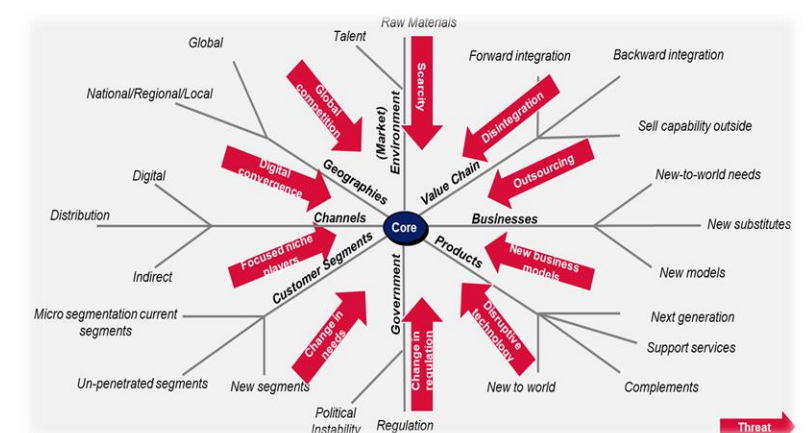 Raw Materials
Talent
Global
Forward integration
Backward integration
National/Regional/Local
Global
competition
Scarcity
(Market)
Environment
Disintegration
Sell capability outside
Digital
convergence
Geographies
Value Chain
Outsourcing
Digital
New-to-world needs
Distribution
Channels
Core
Businesses
New substitutes
Focused niche
players
Customer Segments
Government
Products
New business
models
Indirect
New models
Micro segmentation current
segments
Change in
needs
Change in
regulation
Disruptive
technology
Next generation
Support services
Un-penetrated segments
New segments
New to world
Complements
Political
Instability
Regulation
Threat